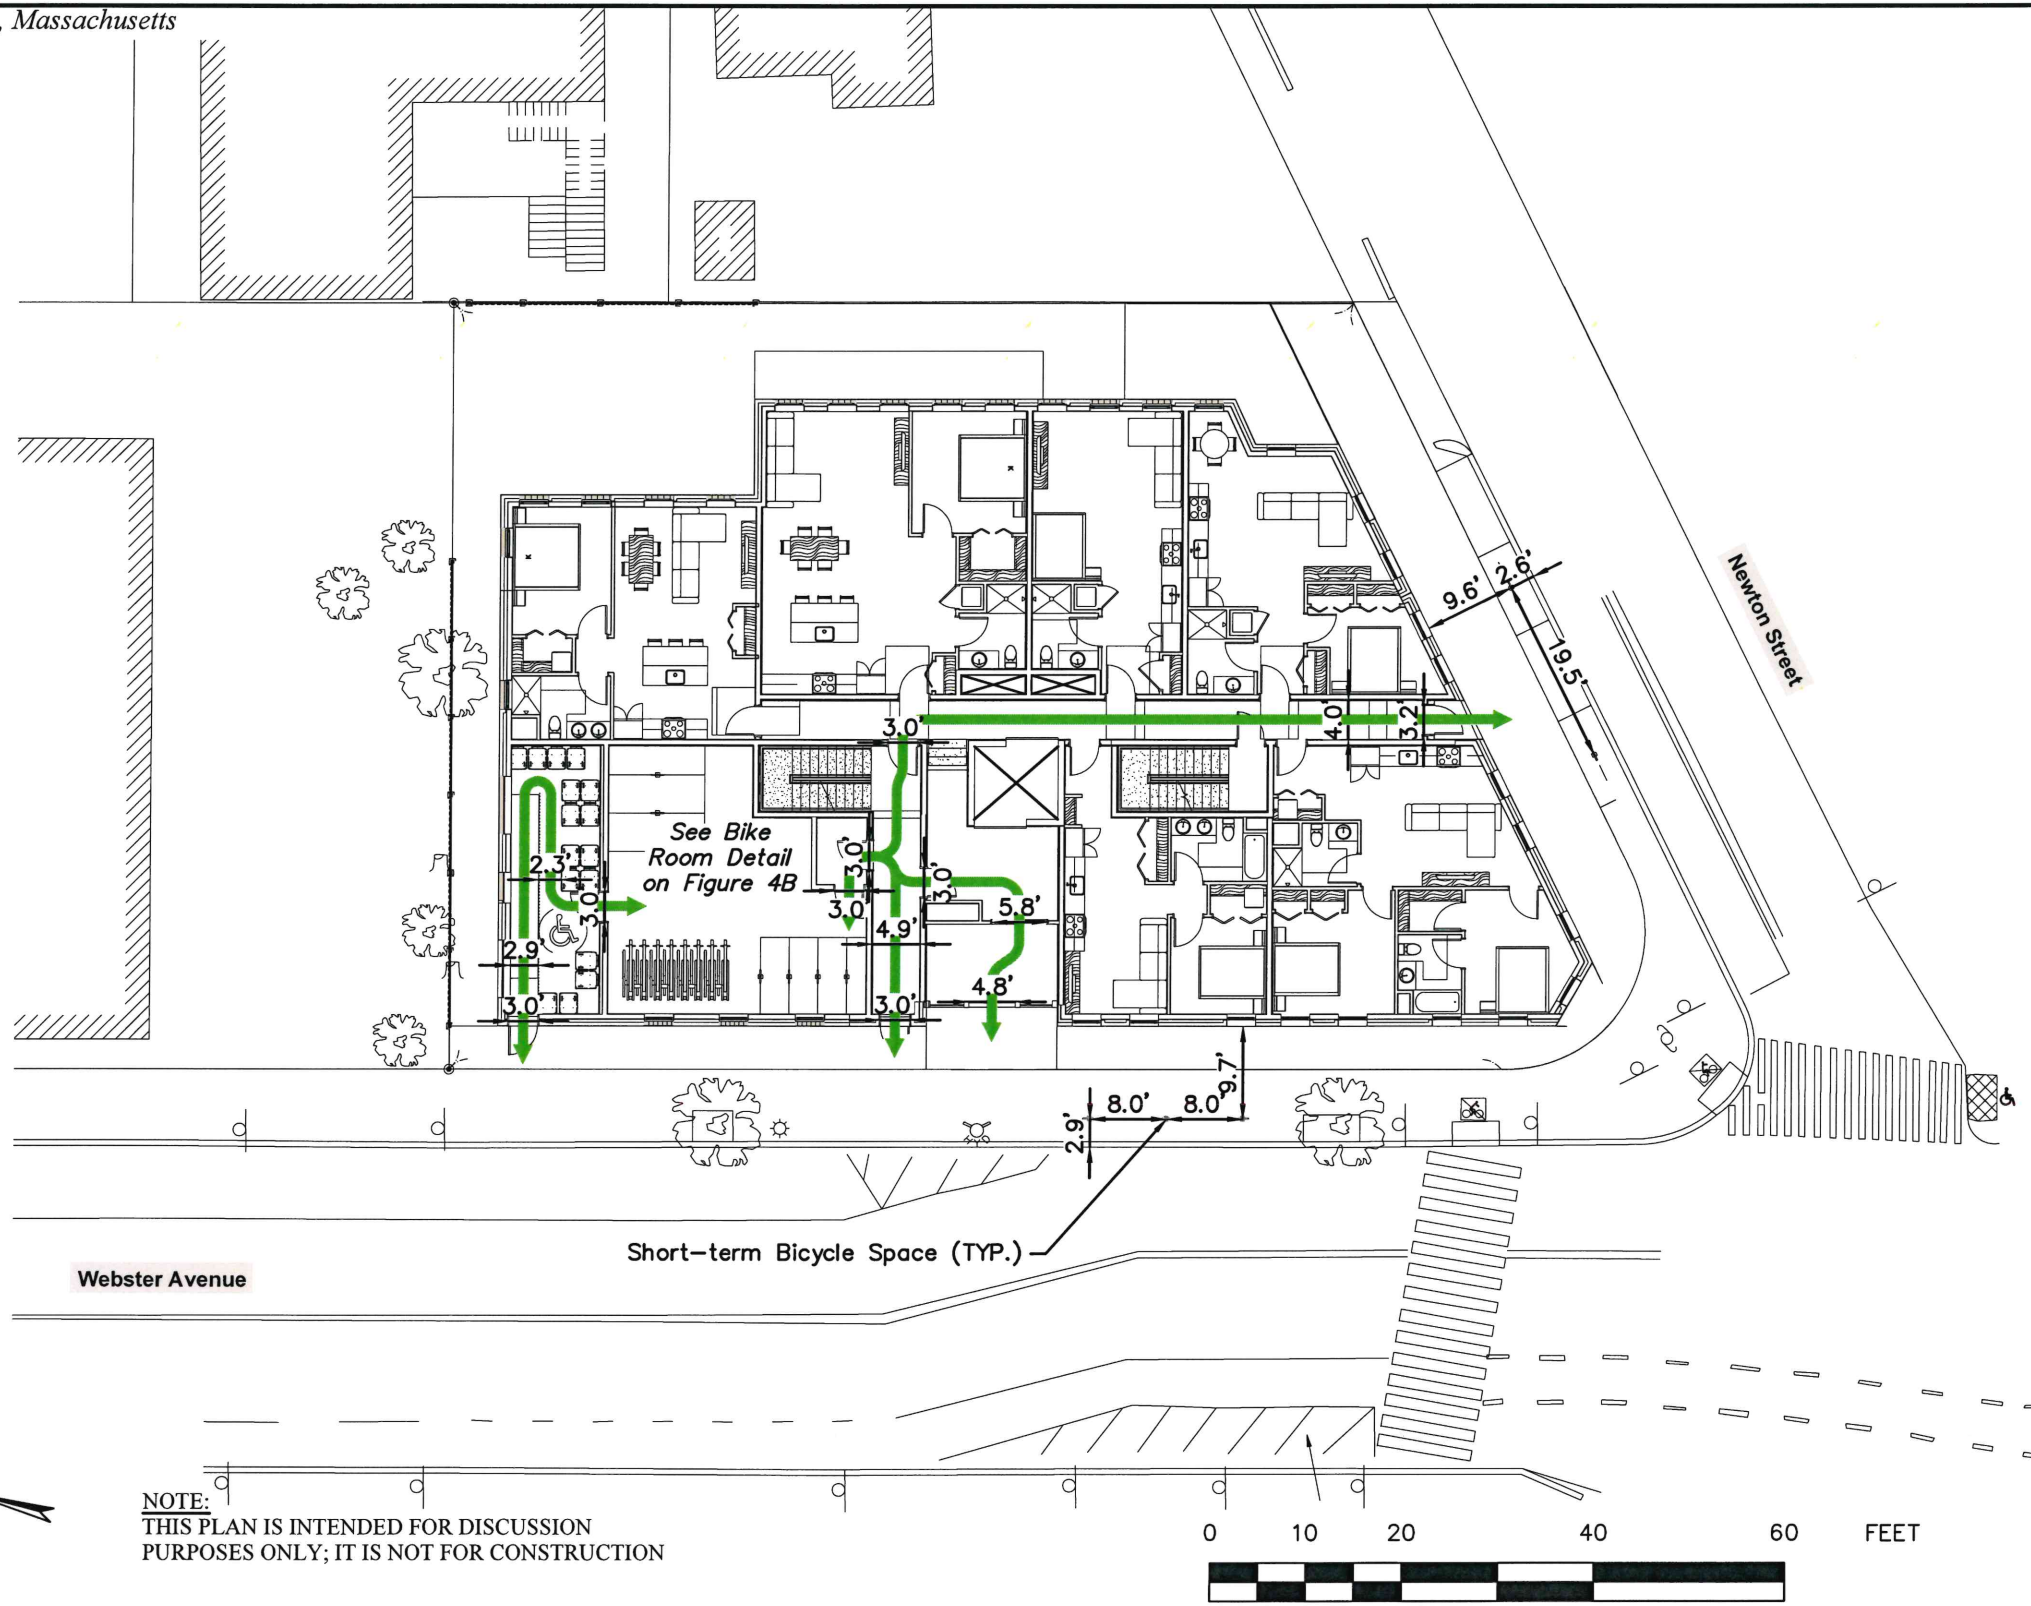 , Massachusetts
Newton Street
2.6'
9.6'
19.5'
3.0'
4.0'
3.2'
See Bike
Room Detail
on Figure 4B
2.3'
3.0'
3.0'
3.0'
3.0'
3.0'
5.8'
2.9'
4.9'
4.8'
3.0'
9.7'
8.0'
8.0'
2.9'
Short-term Bicycle Space (TYP.)
Webster Avenue
NOTE:
THIS PLAN IS INTENDED FOR DISCUSSION
PURPOSES ONLY; IT IS NOT FOR CONSTRUCTION
0 10 20 40 60 FEET